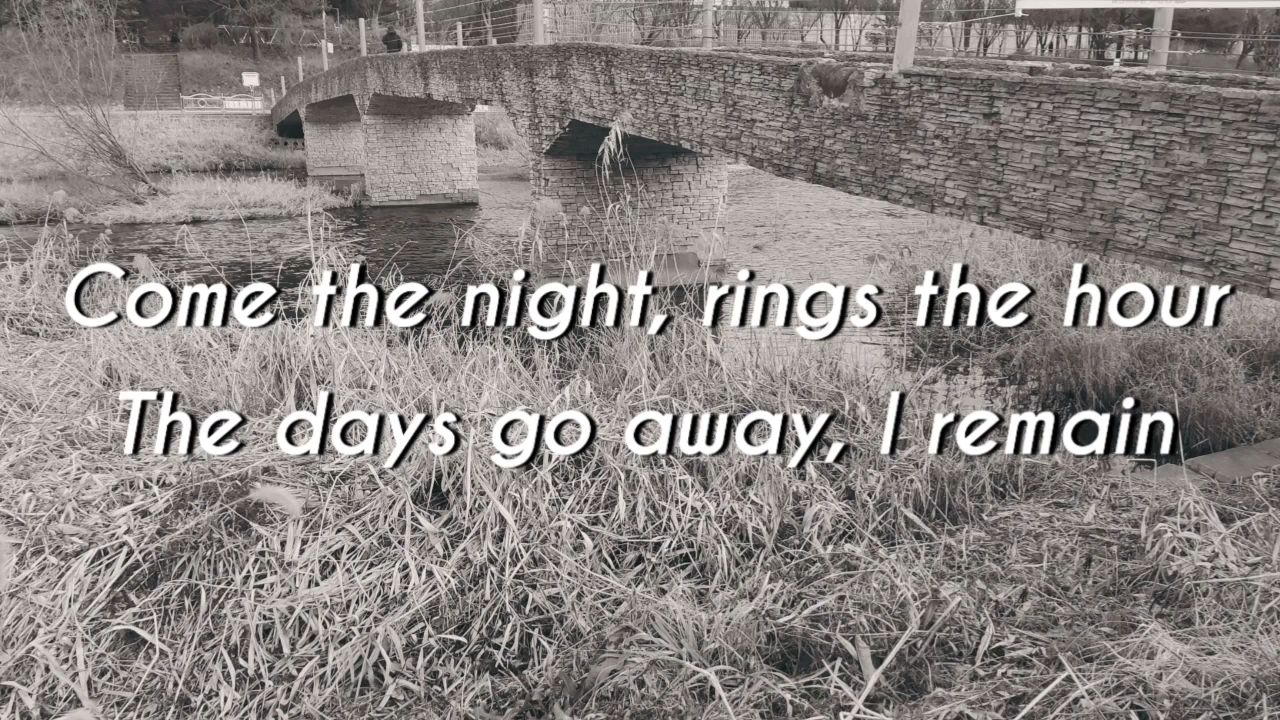 Come the night, rings the hour
The days go away, I remain